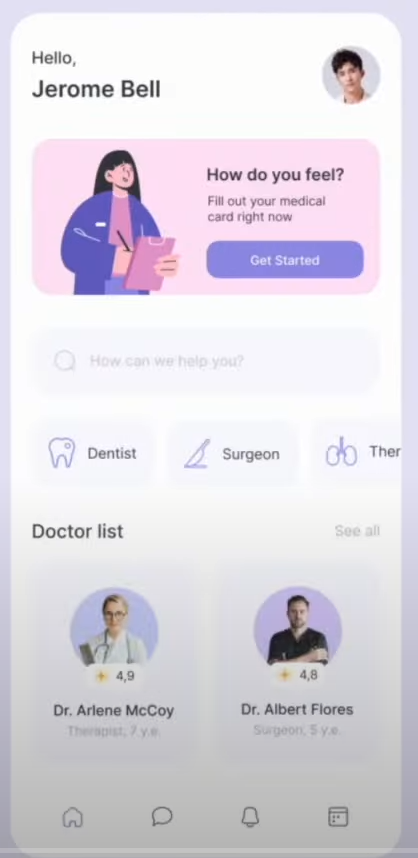 Hello,
Jerome Bell
How do you feel?
Fill out your medical
card right now
Get Started
How can we help you?
Dentist
Surgeon
Ther
Doctor list
See all
4,9
4,8
Dr. Arlene McCoy
Dr. Albert Flores
Therapist, 7 y.e.
Surgeon, 5 y.e.